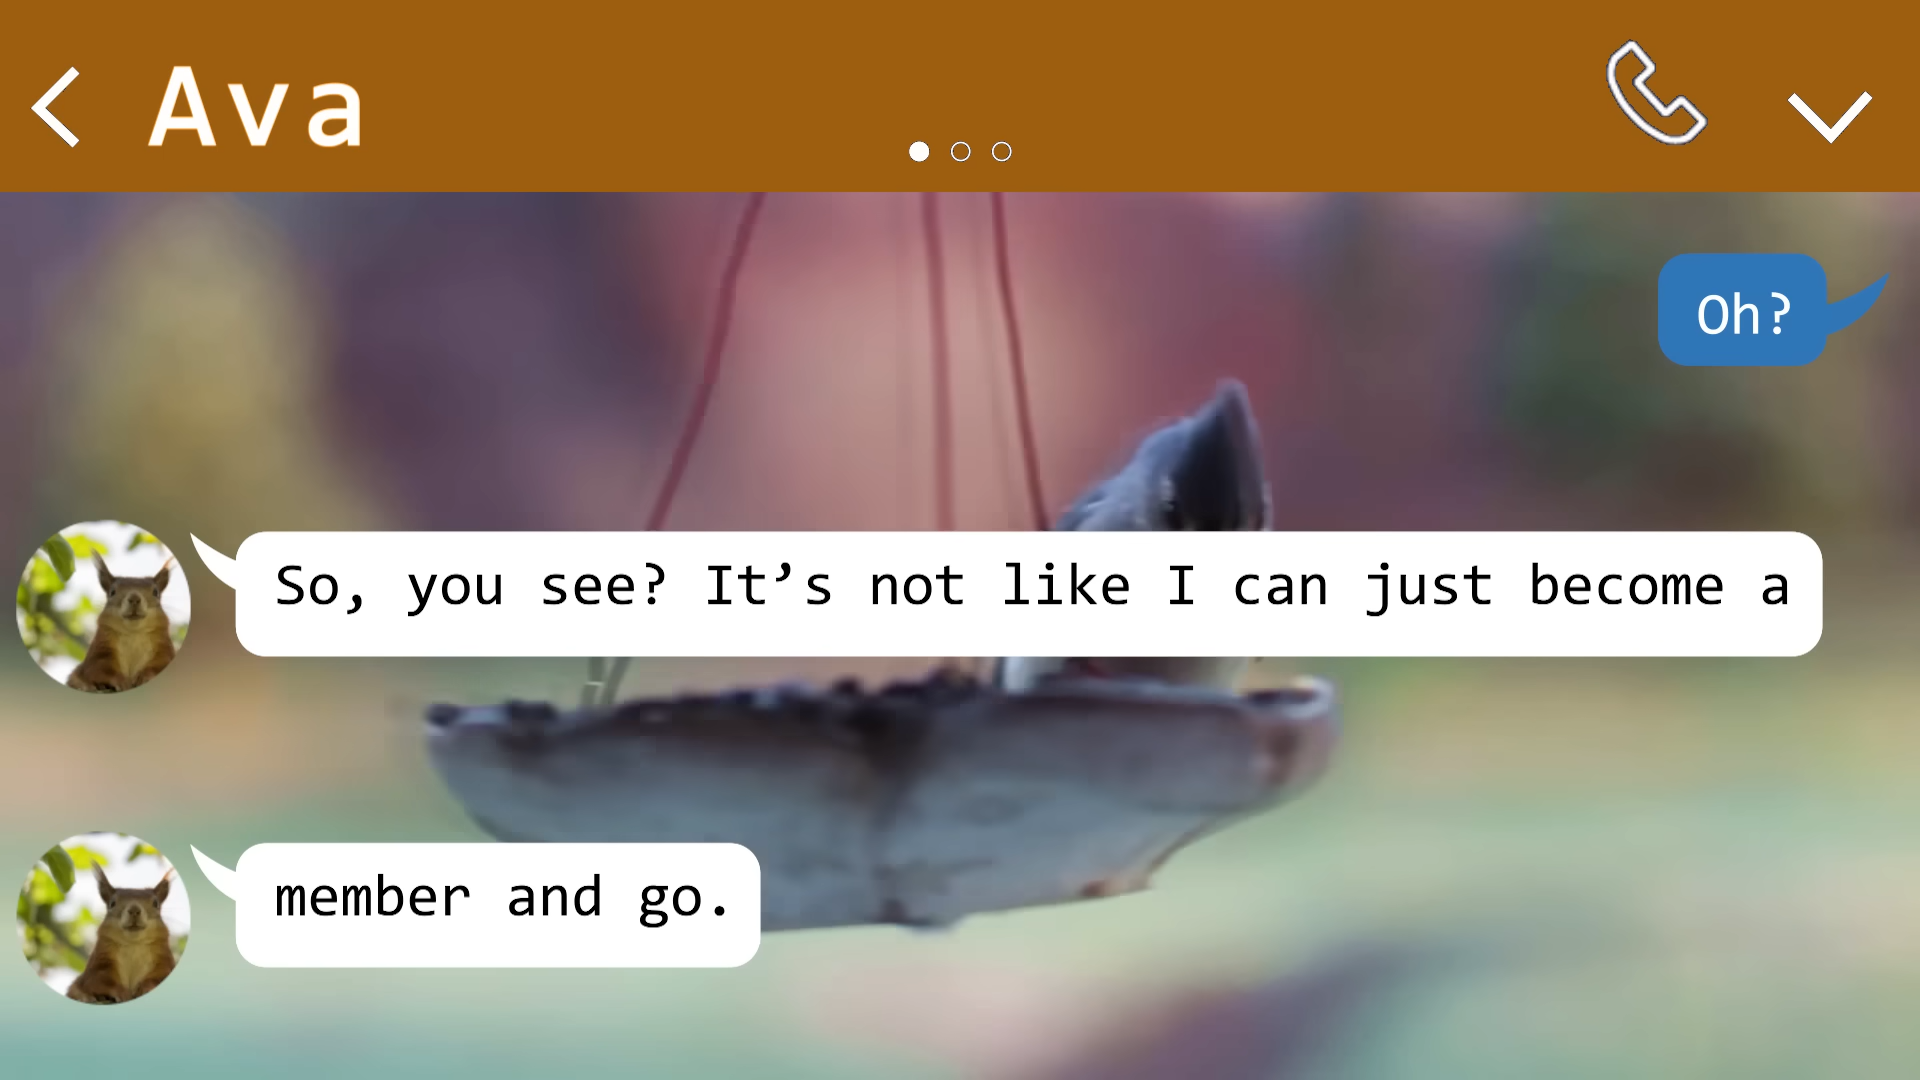 Ava
Oh?
So, you see? It’s not like I can just become a
member and go.